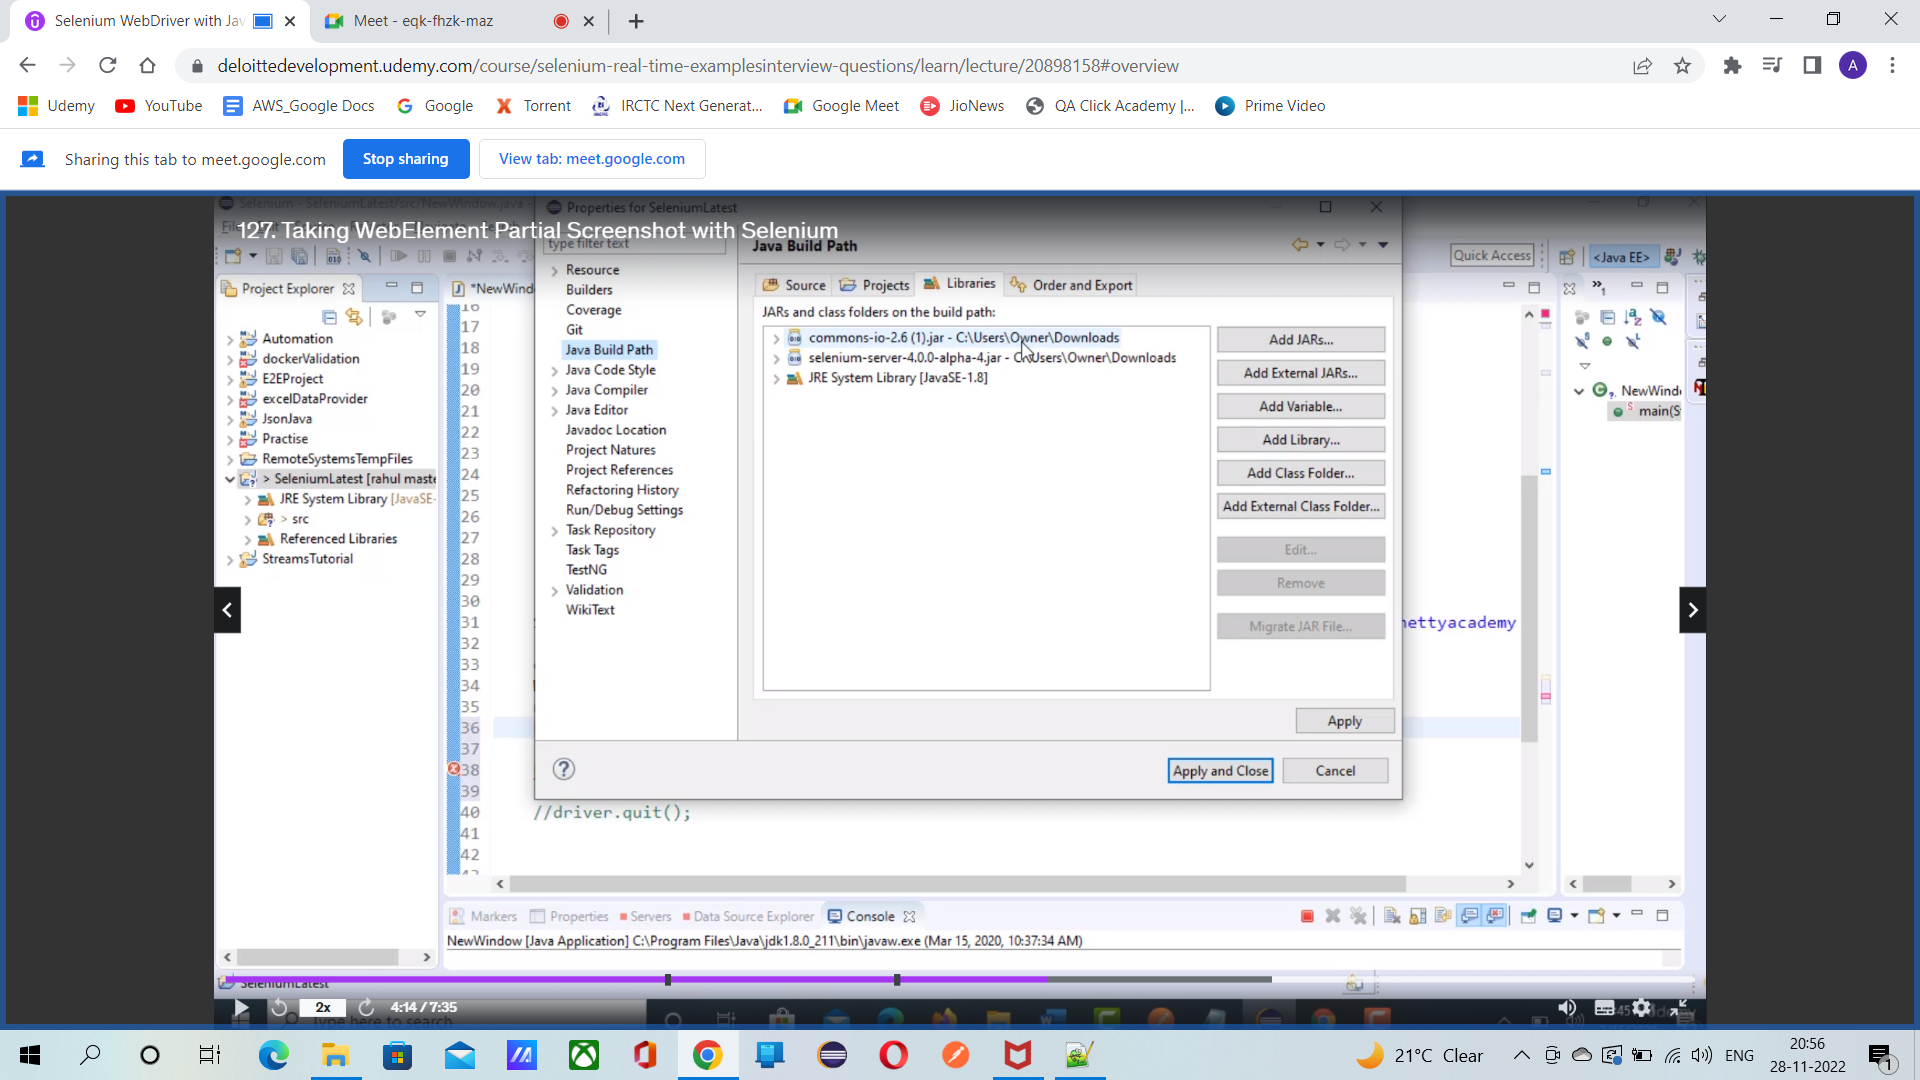 Selenium WebDriver with Jav
Meet - eqk-fhzk-maz
deloittedevelopment.udemy.com/course/selenium-real-time-examplesinterview-questions/learn/lecture/20898158#overview
A
Udemy
YouTube
AWS_Google Docs
Google
Torrent
IRCTC Next Generat...
Google Meet
JioNews
QA Click Academy |...
Prime Video
Sharing this tab to meet.google.com
Stop sharing
View tab: meet.google.com
Selenium - SeleniumLatest/src/NewWindow.java -
127. Taking WebElement Partial Screenshot with Selenium
Properties for SeleniumLatest
type filter text
Java Build Path
Quick Access
<Java EE>
Project Explorer
*NewWind
Automation
dockerValidation
E2EProject
excelDataProvider
JsonJava
Practise
RemoteSystemsTempFiles
> SeleniumLatest [rahul maste
JRE System Library [JavaSE-
> src
Referenced Libraries
StreamsTutorial
16
17
18
19
20
21
22
23
24
25
26
27
28
29
30
31
32
33
34
35
36
37
38
39
40
41
42
Resource
Builders
Coverage
Git
Java Build Path
Java Code Style
Java Compiler
Java Editor
Javadoc Location
Project Natures
Project References
Refactoring History
Run/Debug Settings
Task Repository
Task Tags
TestNG
Validation
WikiText
Source
Projects
Libraries
Order and Export
JARs and class folders on the build path:
commons-io-2.6 (1).jar - C:\Users\Owner\Downloads
selenium-server-4.0.0-alpha-4.jar - C:\Users\Owner\Downloads
JRE System Library [JavaSE-1.8]
Add JARs...
Add External JARs...
Add Variable...
Add Library...
Add Class Folder...
Add External Class Folder...
Edit...
Remove
Migrate JAR File...
Apply
Apply and Close
Cancel
NewWind
main(S
hettyacademy
//driver.quit();
Markers
Properties
Servers
Data Source Explorer
Console
NewWindow [Java Application] C:\Program Files\Java\jdk1.8.0_211\bin\javaw.exe (Mar 15, 2020, 10:37:34 AM)
SeleniumLatest
2x
4:14 / 7:35
Type here to search
21°C Clear
ENG
20:56
28-11-2022
1